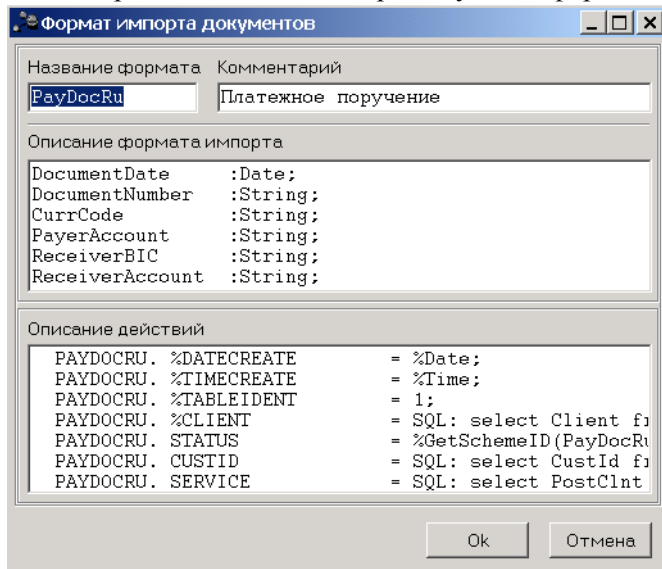 Формат импорта документов
Название формата Комментарий
PayDocRu Платежное поручение
Описание формата импорта
DocumentDate :Date;
DocumentNumber :String;
CurrCode :String;
PayerAccount :String;
ReceiverBIC :String;
ReceiverAccount :String;
Описание действий
PAYDOCRU. %DATECREATE = %Date;
PAYDOCRU. %TIMECREATE = %Time;
PAYDOCRU. %TABLEIDENT = 1;
PAYDOCRU. %CLIENT = SQL: select Client
PAYDOCRU. STATUS = %GetSchemeID(PayDocRu
PAYDOCRU. CUSTID = SQL: select CustId
PAYDOCRU. SERVICE = SQL: select PostClnt
Ok Отмена